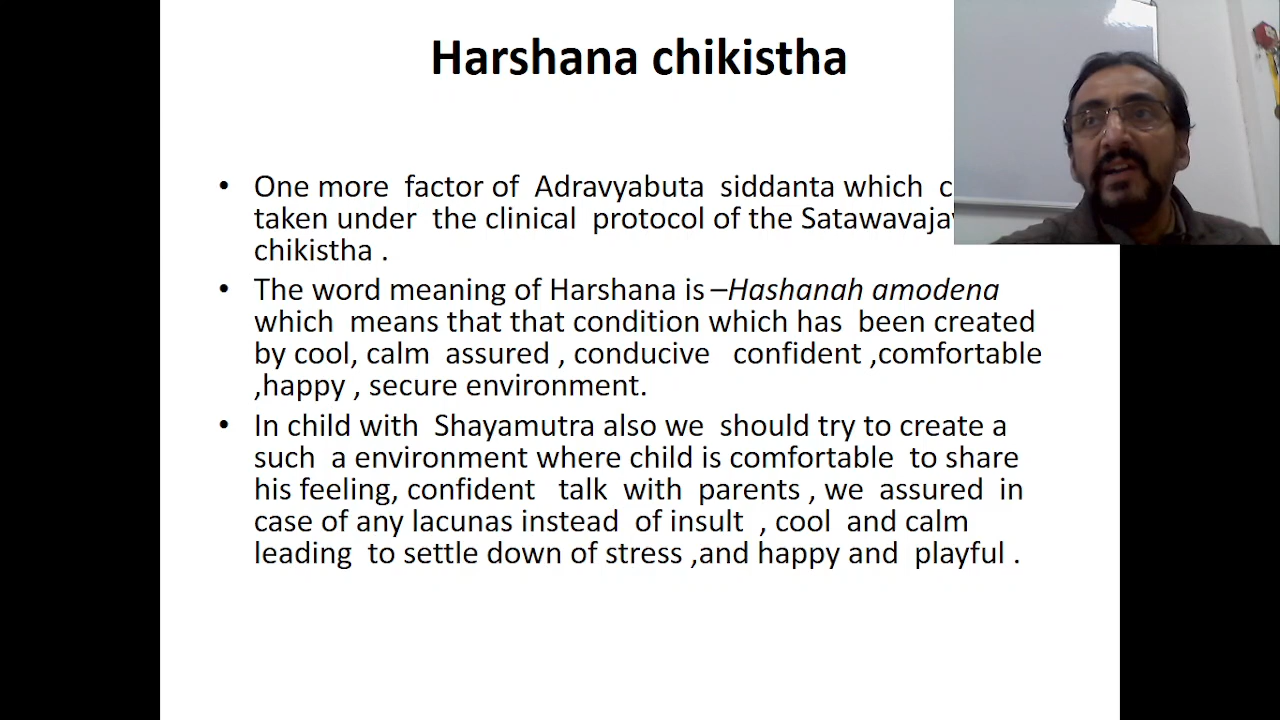 Harshana chikistha
• One more factor of Adravyabuta siddanta which
taken under the clinical protocol of the
chikistha .
• The word meaning of Harshana is –Hashanah amodena
which means that that condition which has been created
by cool, calm assured , conducive confident ,comfortable
,happy , secure environment.
• In child with Shayamutra also we should try to create a
such a environment where child is comfortable to share
his feeling, confident talk with parents , we assured in
case of any lacunas instead of insult , cool and calm
leading to settle down of stress ,and happy and playful .